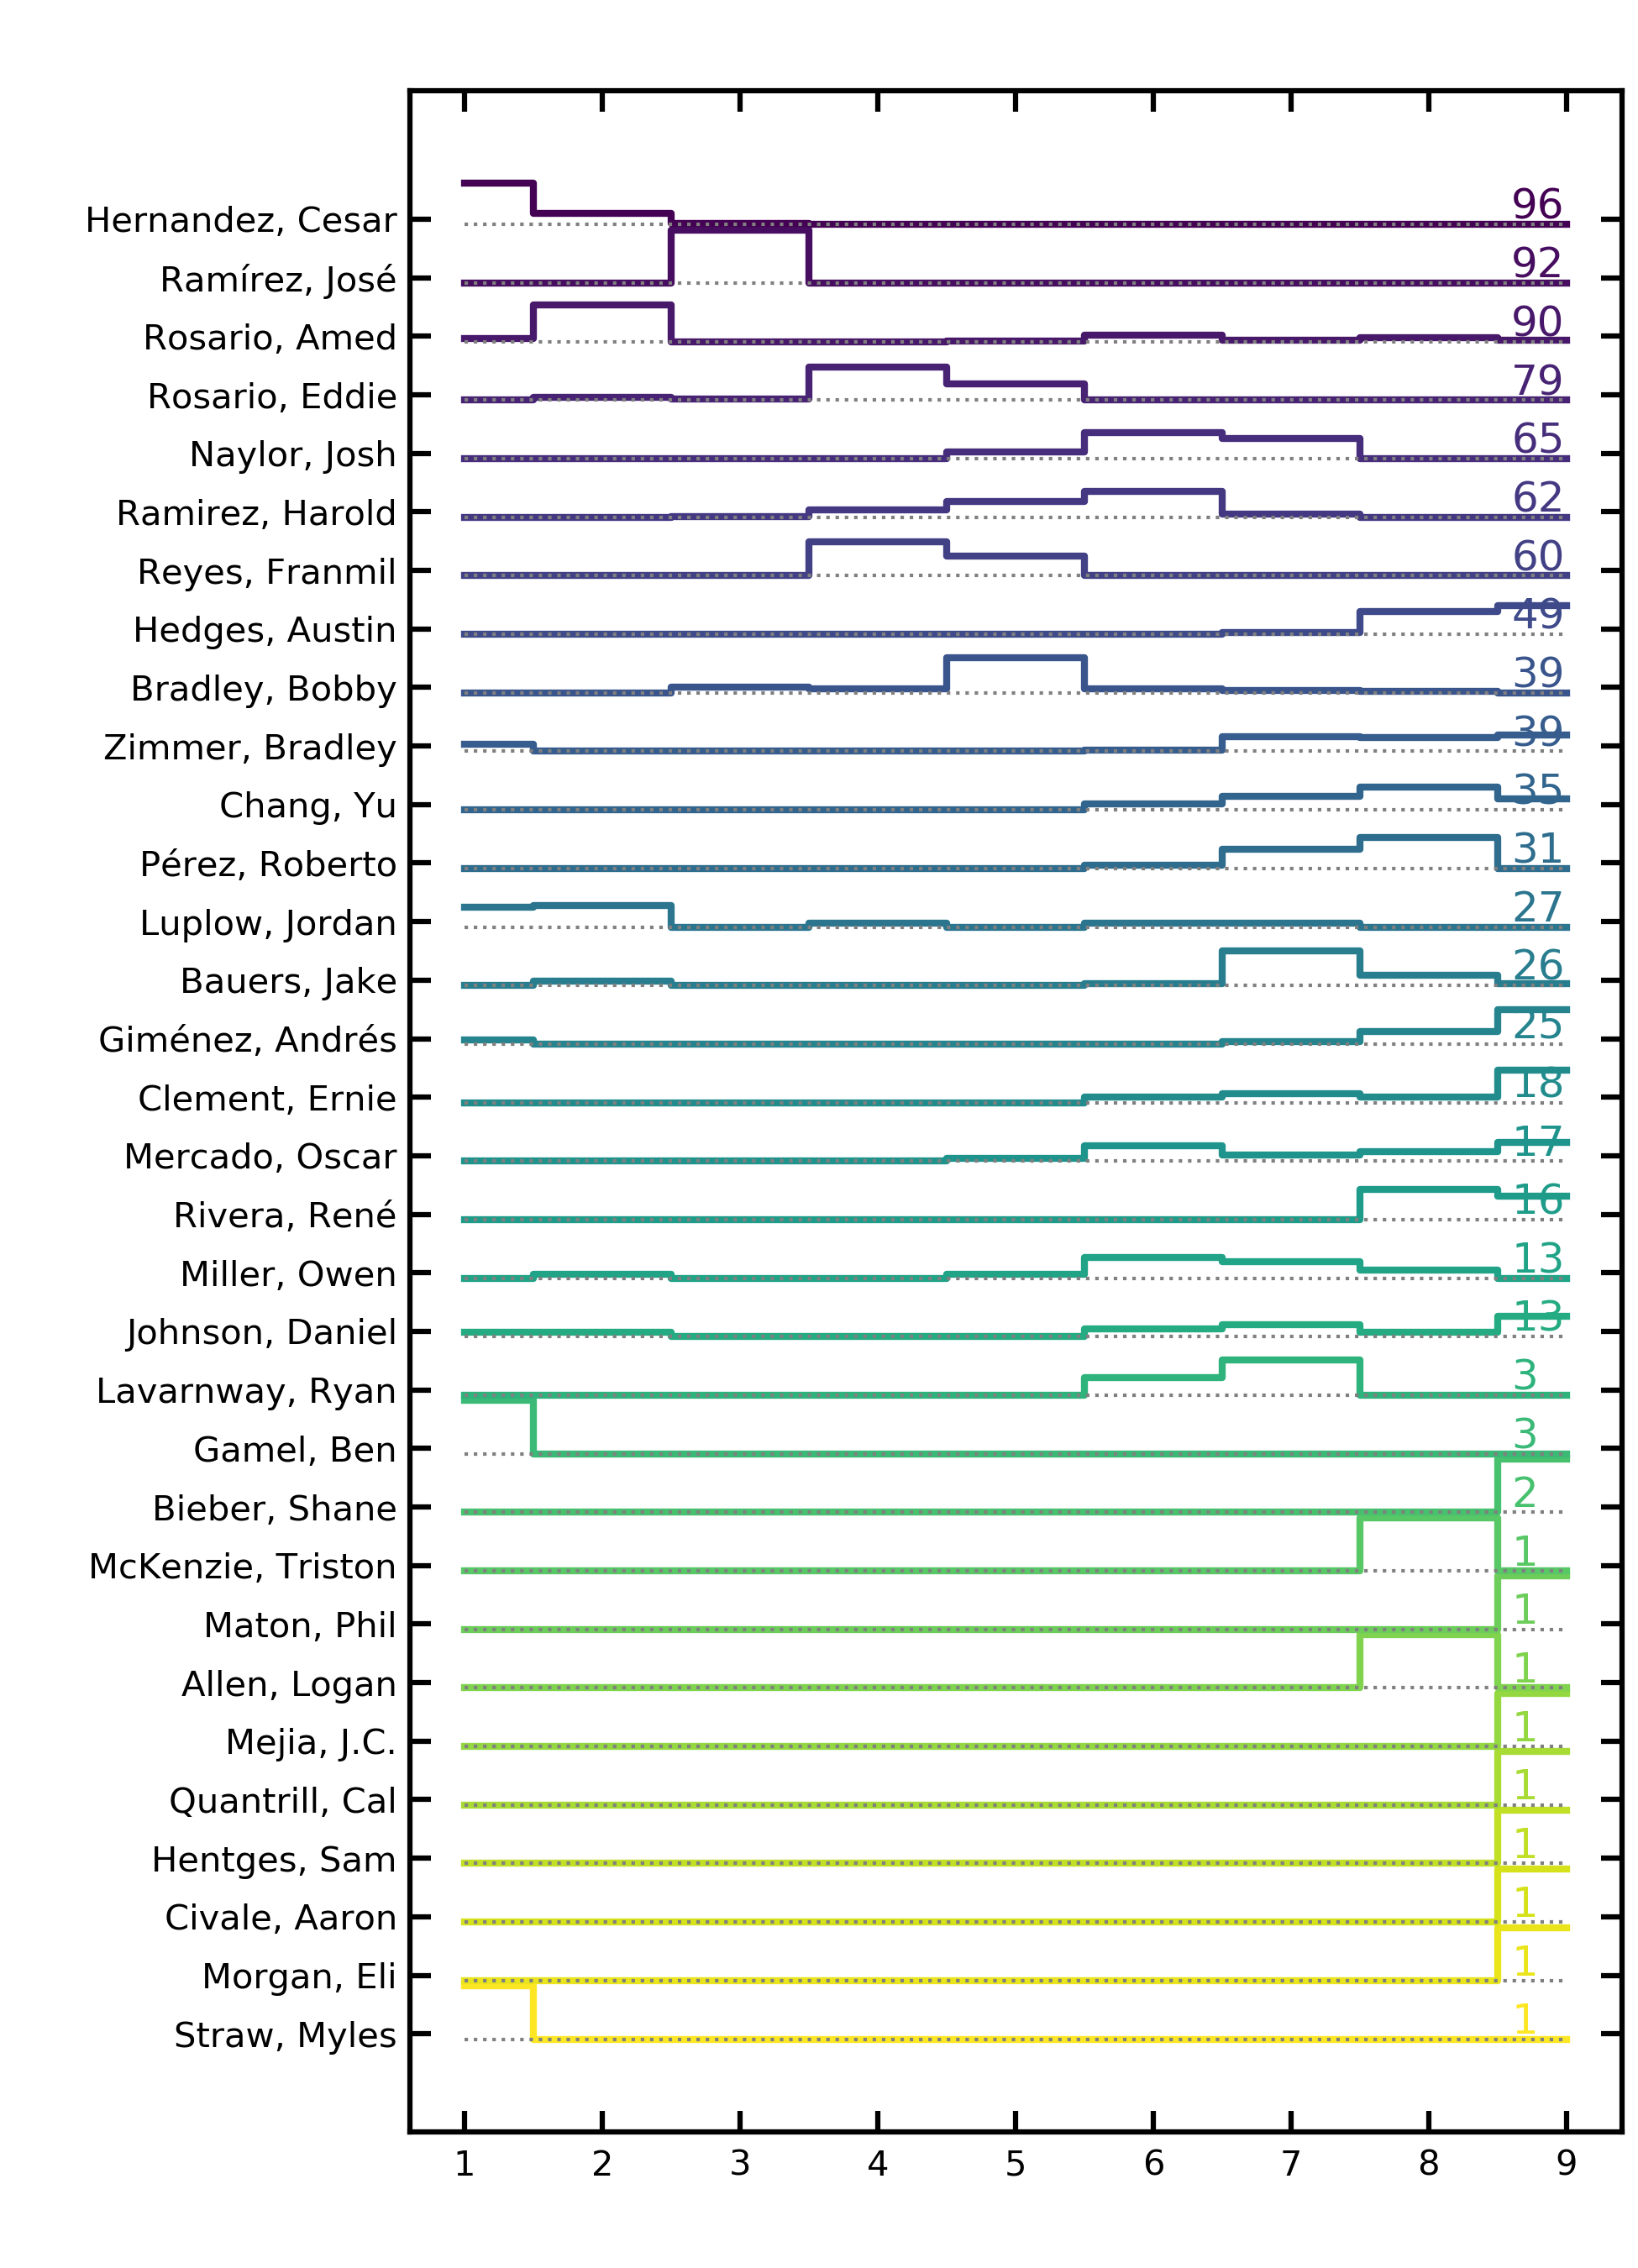 Hernandez, Cesar 96
Ramírez, José 92
Rosario, Amed 90
Rosario, Eddie 79
Naylor, Josh 65
Ramirez, Harold 62
Reyes, Franmil 60
Hedges, Austin 49
Bradley, Bobby 39
Zimmer, Bradley 39
Chang, Yu 35
Pérez, Roberto 31
Luplow, Jordan 27
Bauers, Jake 26
Giménez, Andrés 25
Clement, Ernie 18
Mercado, Oscar 17
Rivera, René 16
Miller, Owen 13
Johnson, Daniel 13
Lavarnway, Ryan 3
Gamel, Ben 3
Bieber, Shane 2
McKenzie, Triston 1
Maton, Phil 1
Allen, Logan 1
Mejia, J.C. 1
Quantrill, Cal 1
Hentges, Sam 1
Civale, Aaron 1
Morgan, Eli 1
Straw, Myles 1
1 2 3 4 5 6 7 8 9